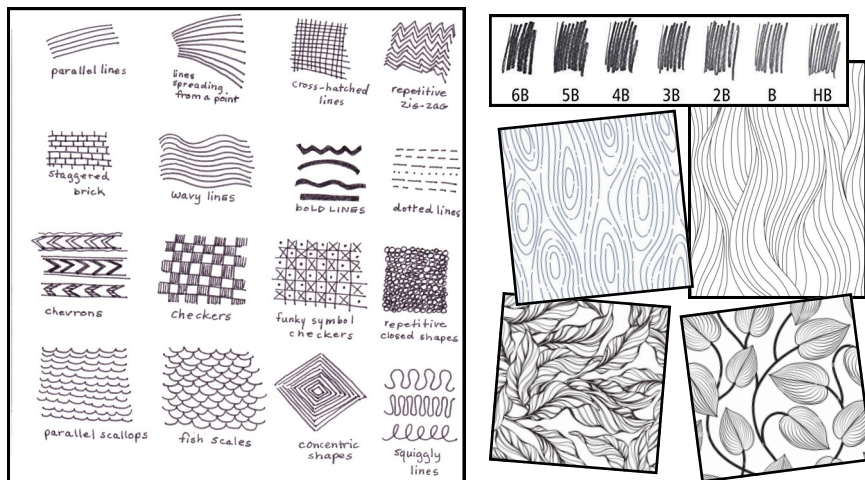 parallel lines
lines
spreading
from a point
cross-hatched
lines
repetitive
zig-zag
staggered
brick
wavy lines
BOLD LINES
dotted lines
chevrons
checkers
funky symbol
checkers
repetitive
closed shapes
parallel scallops
fish scales
concentric
shapes
squiggly
lines
6B 5B 4B 3B 2B B HB